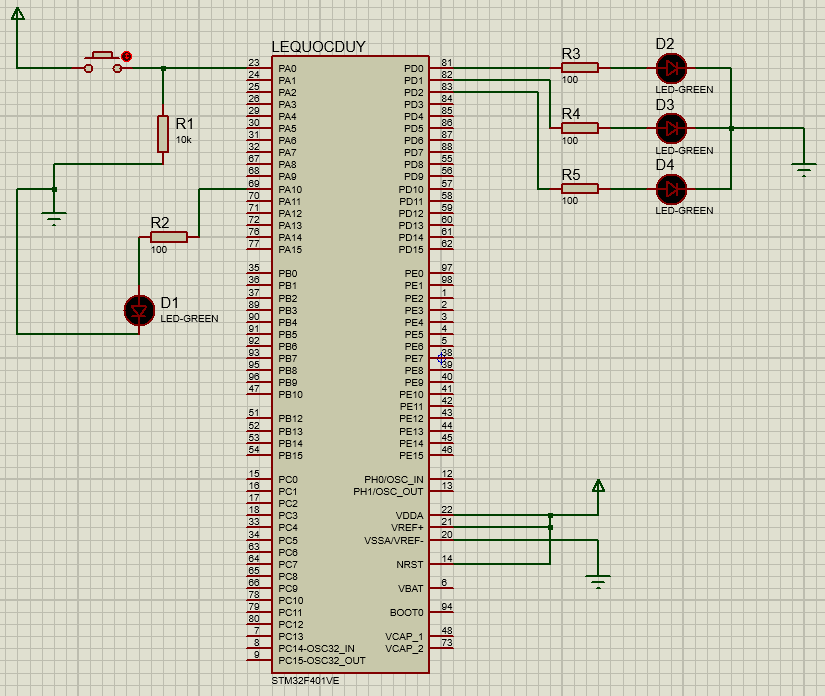 LEQUOCDUY
R1
10k
R2
100
D1
LED-GREEN
23 PA0
24 PA1
25 PA2
26 PA3
29 PA4
30 PA5
31 PA6
32 PA7
67 PA8
68 PA9
69 PA10
70 PA11
71 PA12
72 PA13
76 PA14
77 PA15
35 PB0
36 PB1
37 PB2
89 PB3
90 PB4
91 PB5
92 PB6
93 PB7
95 PB8
96 PB9
47 PB10
51 PB12
52 PB13
53 PB14
54 PB15
15 PC0
16 PC1
17 PC2
18 PC3
33 PC4
34 PC5
63 PC6
64 PC7
65 PC8
66 PC9
78 PC10
79 PC11
80 PC12
7 PC13
8 PC14-OSC32_IN
9 PC15-OSC32_OUT
PD0 81
PD1 82
PD2 83
PD3 84
PD4 85
PD5 86
PD6 87
PD7 88
PD8 55
PD9 56
PD10 57
PD11 58
PD12 59
PD13 60
PD14 61
PD15 62
PE0 97
PE1 98
PE2 1
PE3 2
PE4 3
PE5 4
PE6 5
PE7 38
PE8 39
PE9 40
PE10 41
PE11 42
PE12 43
PE13 44
PE14 45
PE15 46
PH0/OSC_IN 12
PH1/OSC_OUT 13
VDDA 22
VREF+ 21
VSSA/VREF- 20
NRST 14
VBAT 6
BOOT0 94
VCAP_1 48
VCAP_2 73
STM32F401VE
R3
100
D2
LED-GREEN
R4
100
D3
LED-GREEN
R5
100
D4
LED-GREEN